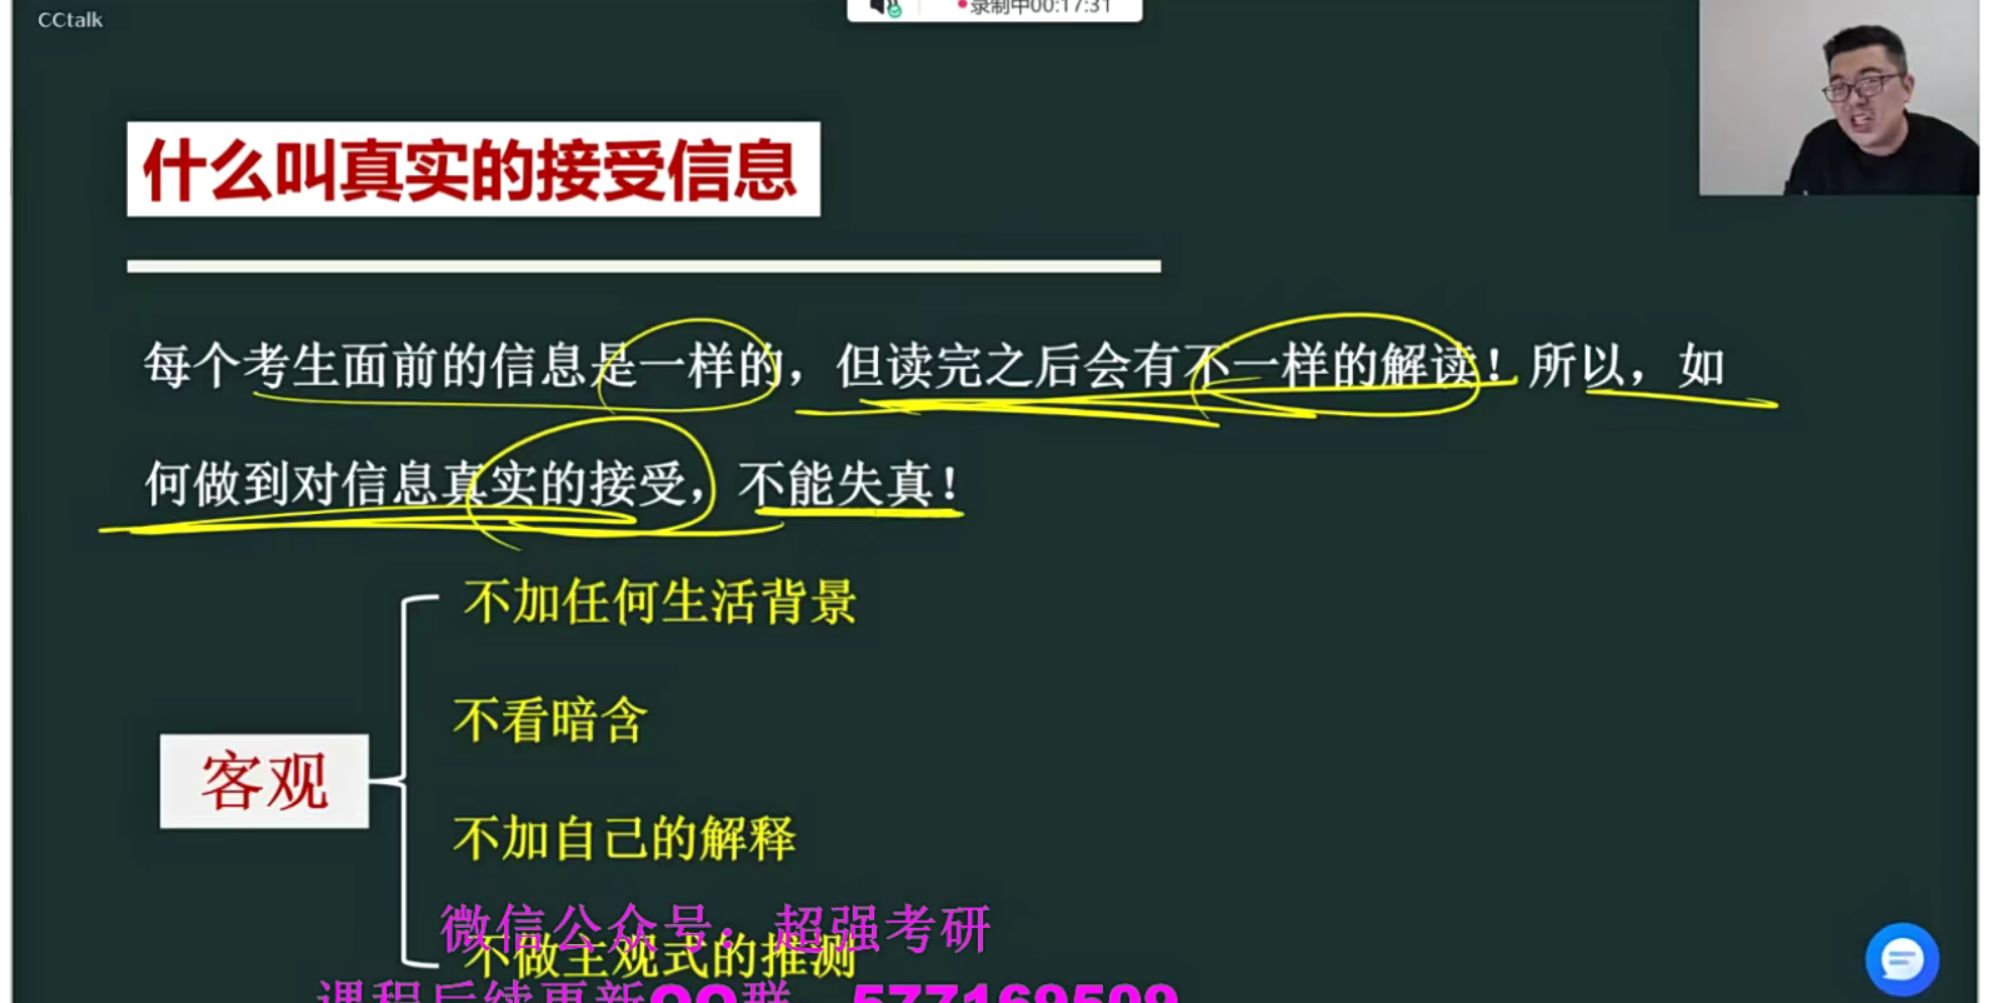 CCtalk
录制中00:17:31
什么叫真实的接受信息
每个考生面前的信息是一样的，但读完之后会有不一样的解读！所以，如
何做到对信息真实的接受，不能失真！
不加任何生活背景
不看暗含
客观
不加自己的解释
微信公众号：超强考研
不做主观式的推测
课程后续更新QQ群